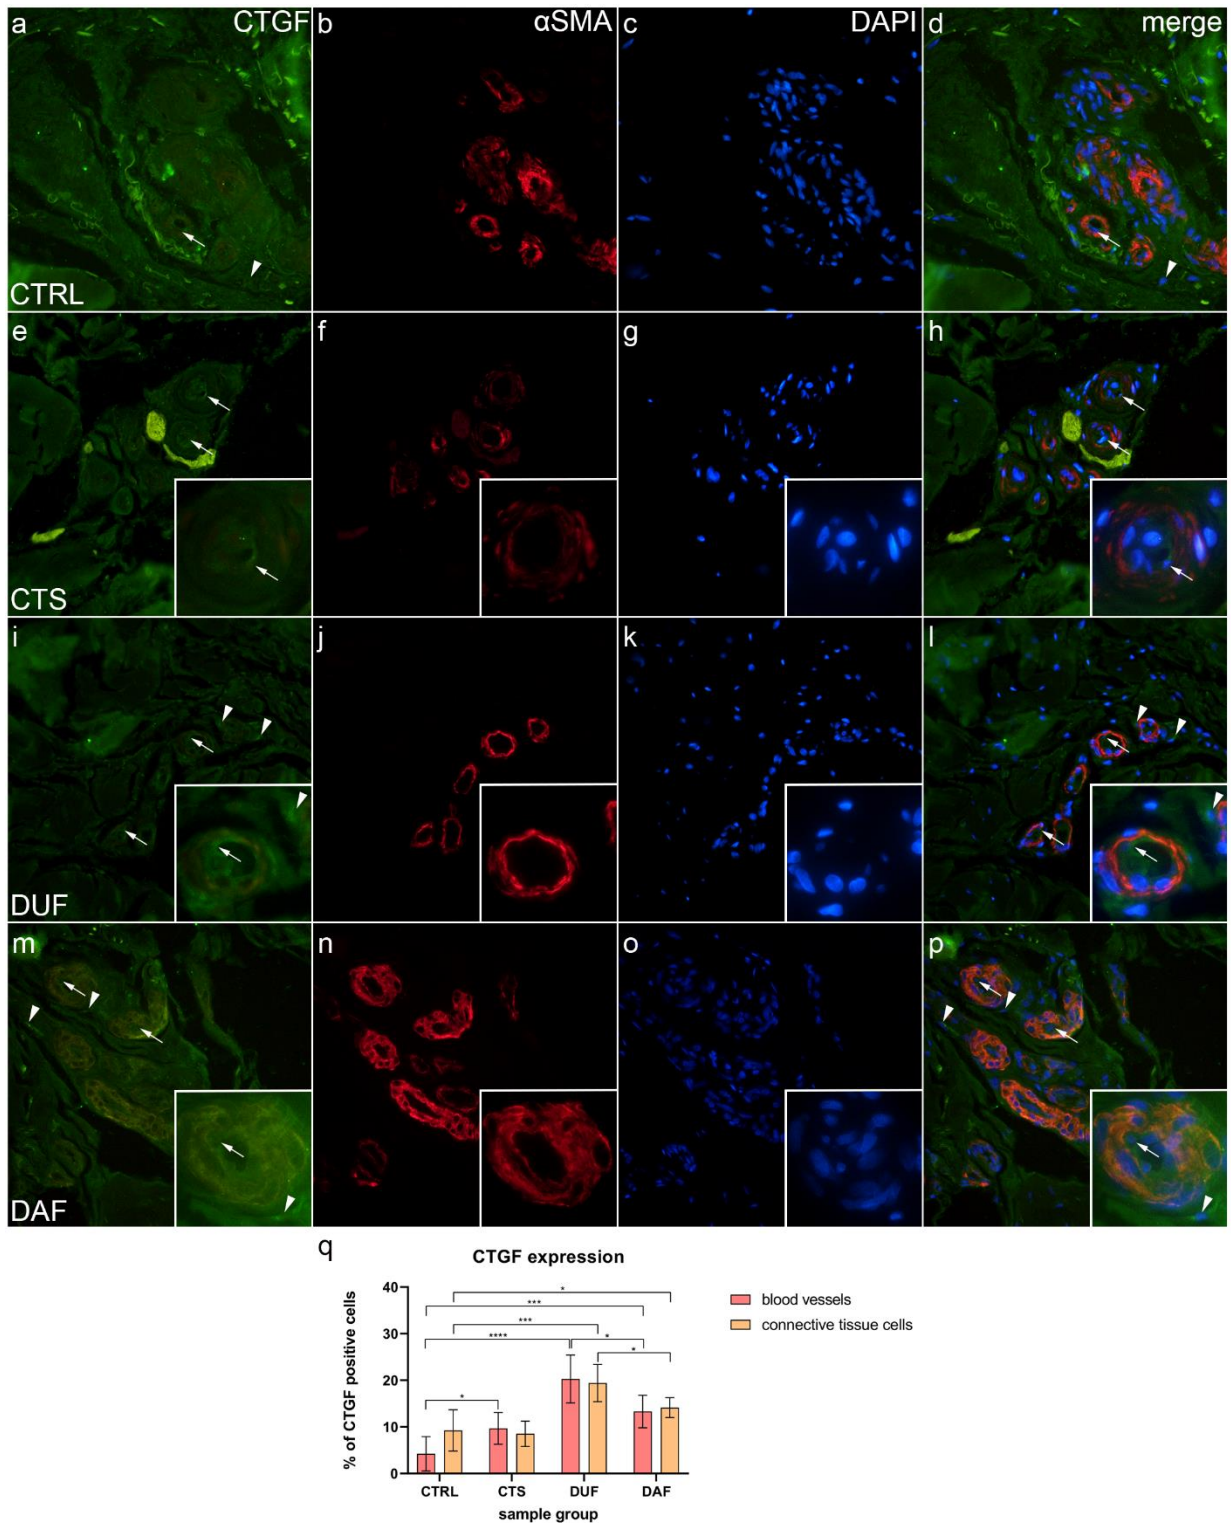 a CTGF b αSMA c DAPI d merge
CTRL
e f g h
CTS
i j k l
DUF
m n o p
DAF
q
CTGF expression
% of CTGF positive cells
40
30
20
10
0
*
***
***
**** *
*
*
CTRL CTS DUF DAF
sample group
blood vessels
connective tissue cells